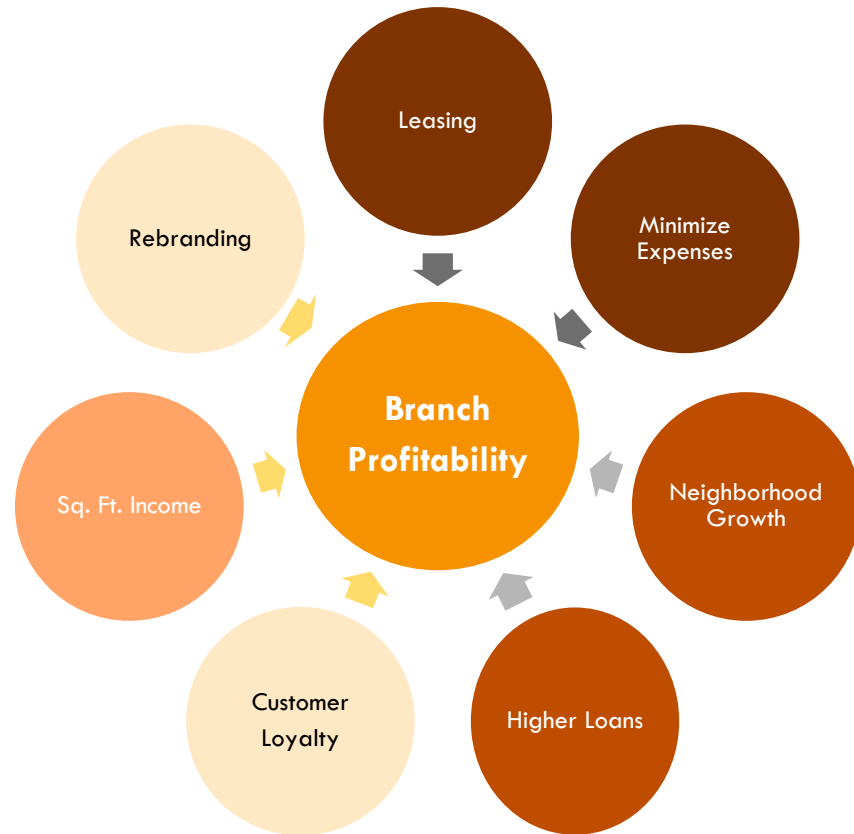 Leasing
Minimize
Expenses
Neighborhood
Growth
Higher Loans
Customer
Loyalty
Sq. Ft. Income
Rebranding
Branch
Profitability